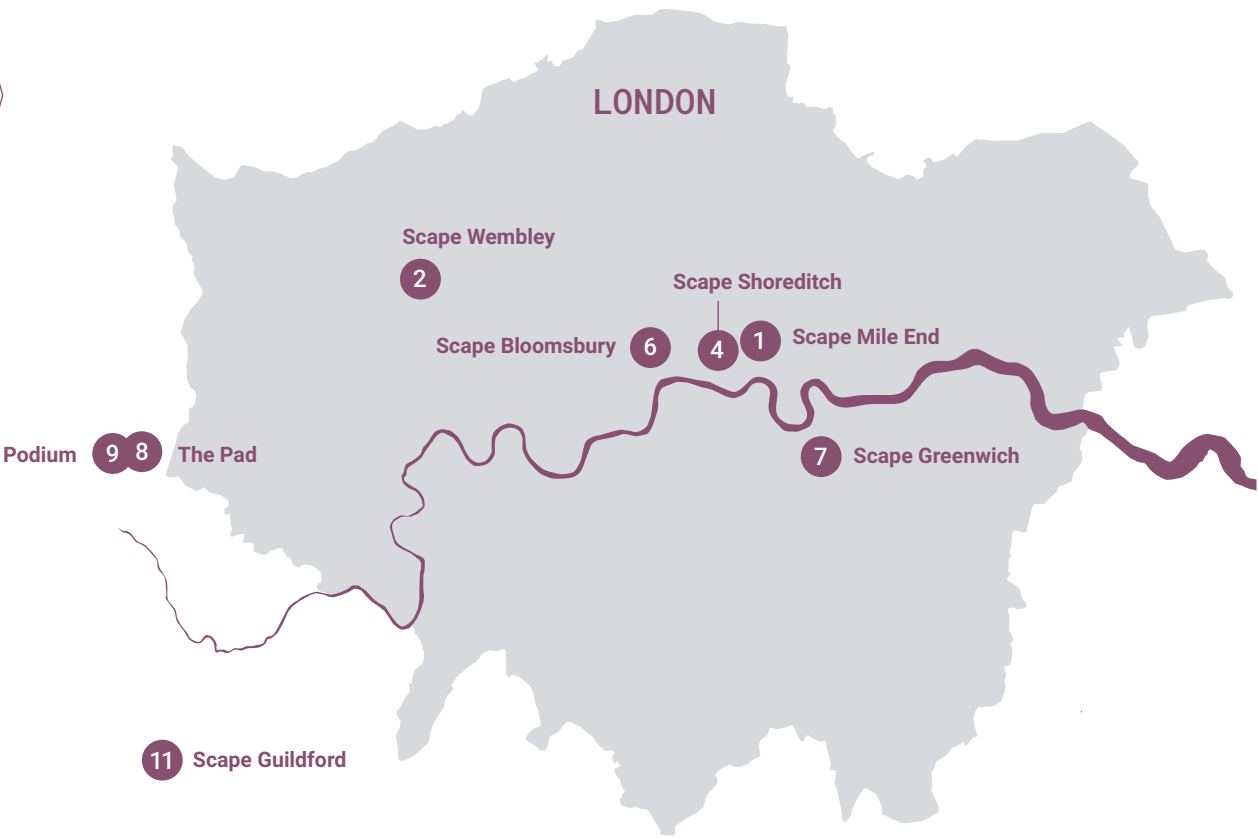 LONDON
Scape Wembley
2
Scape Shoreditch
Scape Bloomsbury
6
4
1
Scape Mile End
Podium
9
8
The Pad
7
Scape Greenwich
11
Scape Guildford